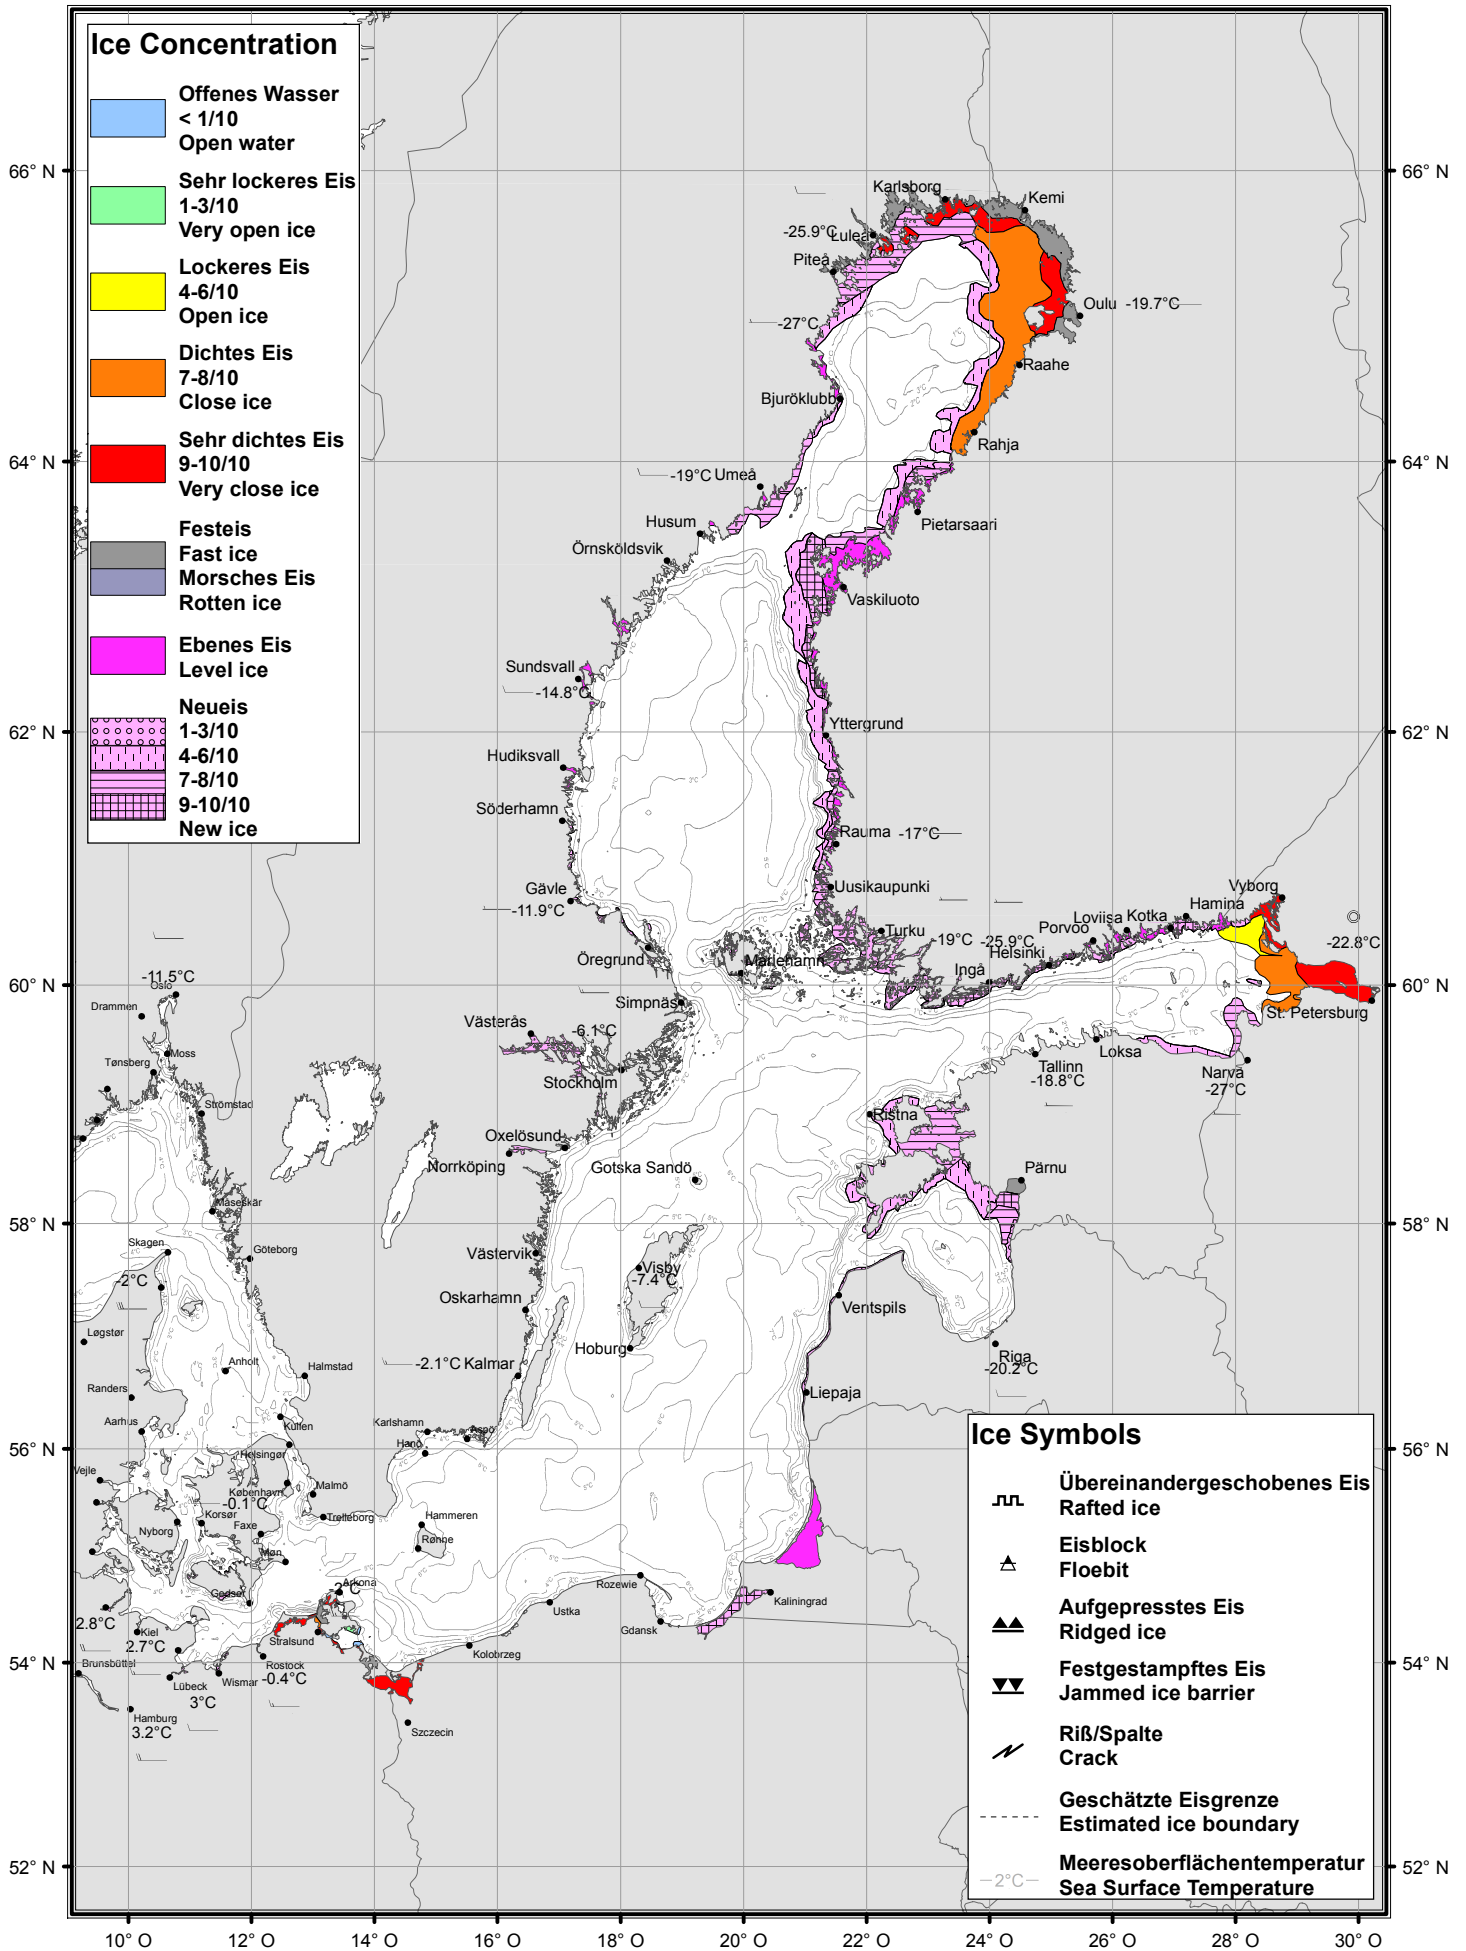 Ice Concentration
Offenes Wasser
< 1/10
Open water
Sehr lockeres Eis
1-3/10
Very open ice
Lockeres Eis
4-6/10
Open ice
Dichtes Eis
7-8/10
Close ice
Sehr dichtes Eis
9-10/10
Very close ice
Festeis
Fast ice
Morsches Eis
Rotten ice
Ebenes Eis
Level ice
Neueis
1-3/10
4-6/10
7-8/10
9-10/10
New ice
66° N
66° N
64° N
64° N
62° N
62° N
60° N
60° N
58° N
58° N
56° N
56° N
54° N
54° N
52° N
52° N
Karlsborg
Kemi
-25.9°C
Luleå
Piteå
Oulu -19.7°C
-27°C
Raahe
Bjuröklubb
Rahja
-19°C Umeå
Husum
Pietarsaari
Örnsköldsvik
Vaskiluoto
Sundsvall
-14.8°C
Yttergrund
Hudiksvall
Söderhamn
Rauma -17°C
Gävle
-11.9°C
Uusikaupunki
Vyborg
Hamina
Loviisa Kotka
Porvoo
Turku
-19°C
-25.9°C
Helsinki
-22.8°C
Öregrund
Marlehamn
Inga
-11.5°C
Oslo
Drammen
Simpnäs
St. Petersburg
Västerås
-6.1°C
Moss
Tønsberg
Stockholm
Tallinn
-18.8°C
Loksa
Narva
-27°C
Strömstad
Ristna
Oxelösund
Norrköping
Gotska Sandö
Pärnu
Måseskär
Skagen
Göteborg
Västervik
-2°C
Visby
-7.4°C
Oskarhamn
Ventspils
Løgstør
Hoburg
Riga
-20.2°C
Anholt
Halmstad
-2.1°C Kalmar
Randers
Liepaja
Aarhus
Kullen
Karlshamn
Aspö
Hanö
Helsingør
Vejle
København
Malmö
-0.1°C
Korsør
Faxe
Trelleborg
Hammeren
Nyborg
Rønne
Møn
Rozewie
Arkona
2°C
Gedser
Kaliningrad
2.8°C
Ustka
Gdansk
Kiel
2.7°C
Stralsund
Kolobrzeg
Brunsbüttel
Rostock
-0.4°C
Lübeck
Wismar
3°C
Hamburg
3.2°C
Szczecin
Ice Symbols
Übereinandergeschobenes Eis
Rafted ice
Eisblock
Floebit
Aufgepresstes Eis
Ridged ice
Festgestampftes Eis
Jammed ice barrier
Riß/Spalte
Crack
Geschätzte Eisgrenze
Estimated ice boundary
2°C
Meeresoberflächentemperatur
Sea Surface Temperature
10° O
12° O
14° O
16° O
18° O
20° O
22° O
24° O
26° O
28° O
30° O